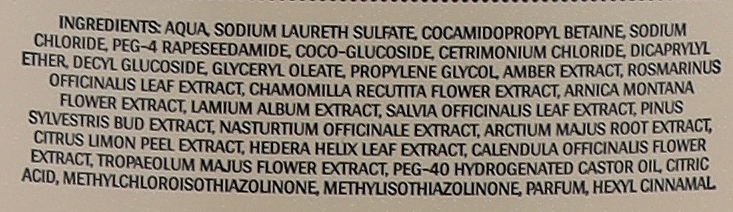 INGREDIENTS: AQUA, SODIUM LAURETH SULFATE, COCAMIDOPROPYL BETAINE, SODIUM
CHLORIDE, PEG-4 RAPESEEDAMIDE, COCO-GLUCOSIDE, CETRIMONIUM CHLORIDE, DICAPRYLYL
ETHER, DECYL GLUCOSIDE, GLYCERYL OLEATE, PROPYLENE GLYCOL, AMBER EXTRACT, ROSMARINUS
OFFICINALIS LEAF EXTRACT, CHAMOMILLA RECUTITA FLOWER EXTRACT, ARNICA MONTANA
FLOWER EXTRACT, LAMIUM ALBUM EXTRACT, SALVIA OFFICINALIS LEAF EXTRACT, PINUS
SYLVESTRIS BUD EXTRACT, NASTURTIUM OFFICINALE EXTRACT, ARCTIUM MAJUS ROOT EXTRACT,
CITRUS LIMON PEEL EXTRACT, HEDERA HELIX LEAF EXTRACT, CALENDULA OFFICINALIS FLOWER
EXTRACT, TROPAEOLUM MAJUS FLOWER EXTRACT, PEG-40 HYDROGENATED CASTOR OIL, CITRIC
ACID, METHYLCHLOROISOTHIAZOLINONE, METHYLISOTHIAZOLINONE, PARFUM, HEXYL CINNAMAL.